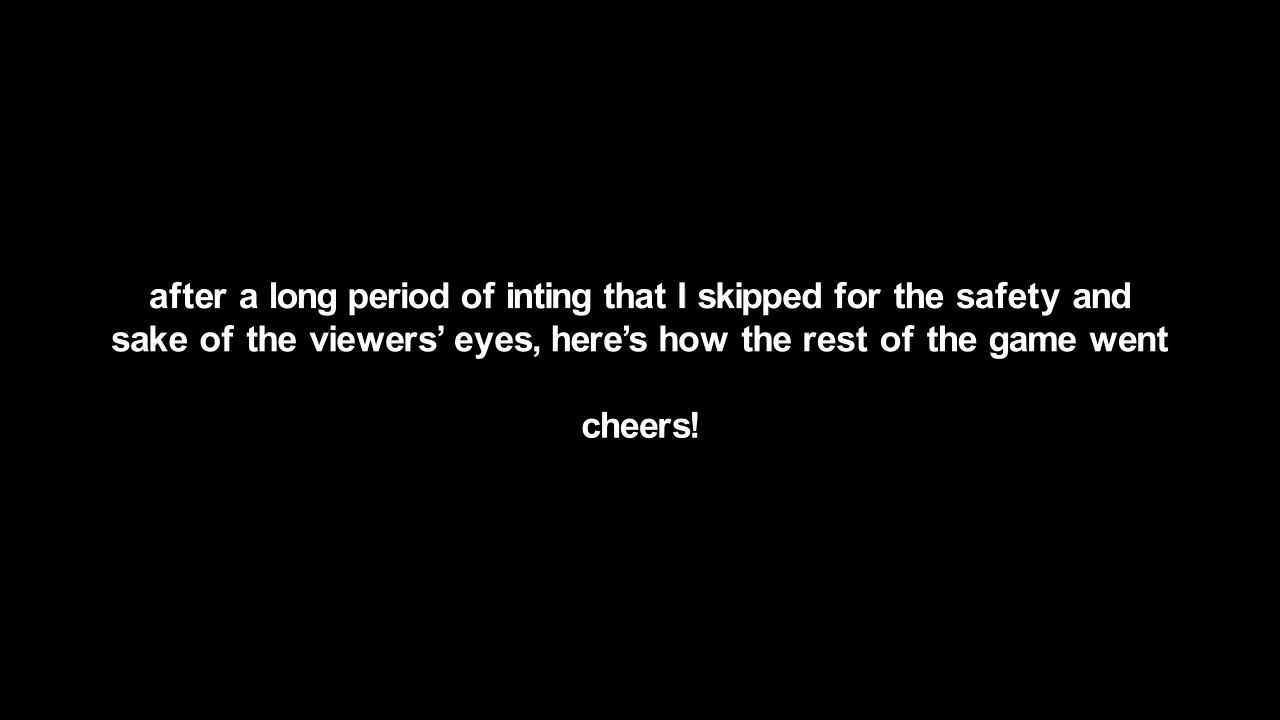 after a long period of inting that I skipped for the safety and
sake of the viewers’ eyes, here’s how the rest of the game went
cheers!